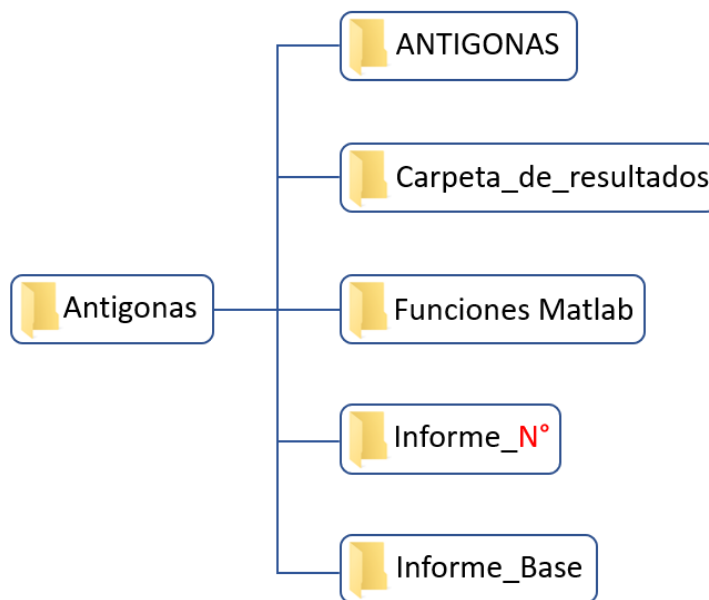 ANTIGONAS
Carpeta_de_resultados
Antigonas
Funciones Matlab
Informe_N°
Informe_Base